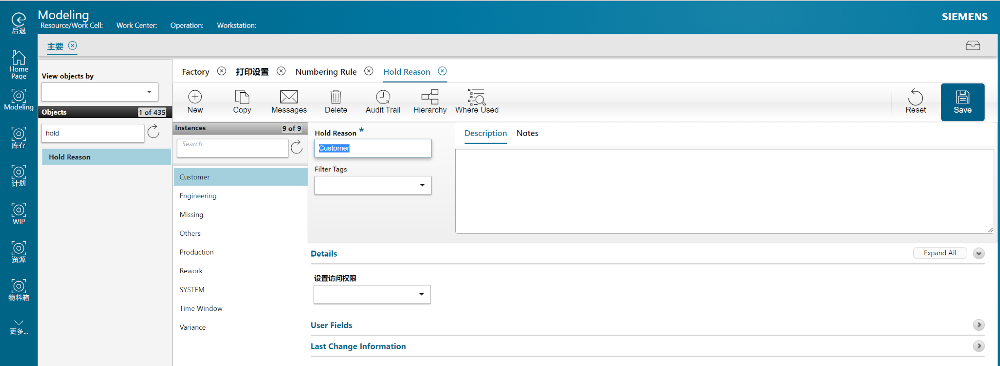 Modeling
SIEMENS
Resource/Work Cell: Work Center: Operation: Workstation:
后退
Home
Page
Modeling
库存
计划
WIP
资源
物料箱
更多...
主要
View objects by
Objects 1 of 435
hold
Hold Reason
Factory 打印设置 Numbering Rule Hold Reason
New Copy Messages Delete Audit Trail Hierarchy Where Used Reset Save
Instances 9 of 9
Search
Customer
Engineering
Missing
Others
Production
Rework
SYSTEM
Time Window
Variance
Hold Reason *
Customer
Filter Tags
Description Notes
Details Expand All
设置访问权限
User Fields
Last Change Information